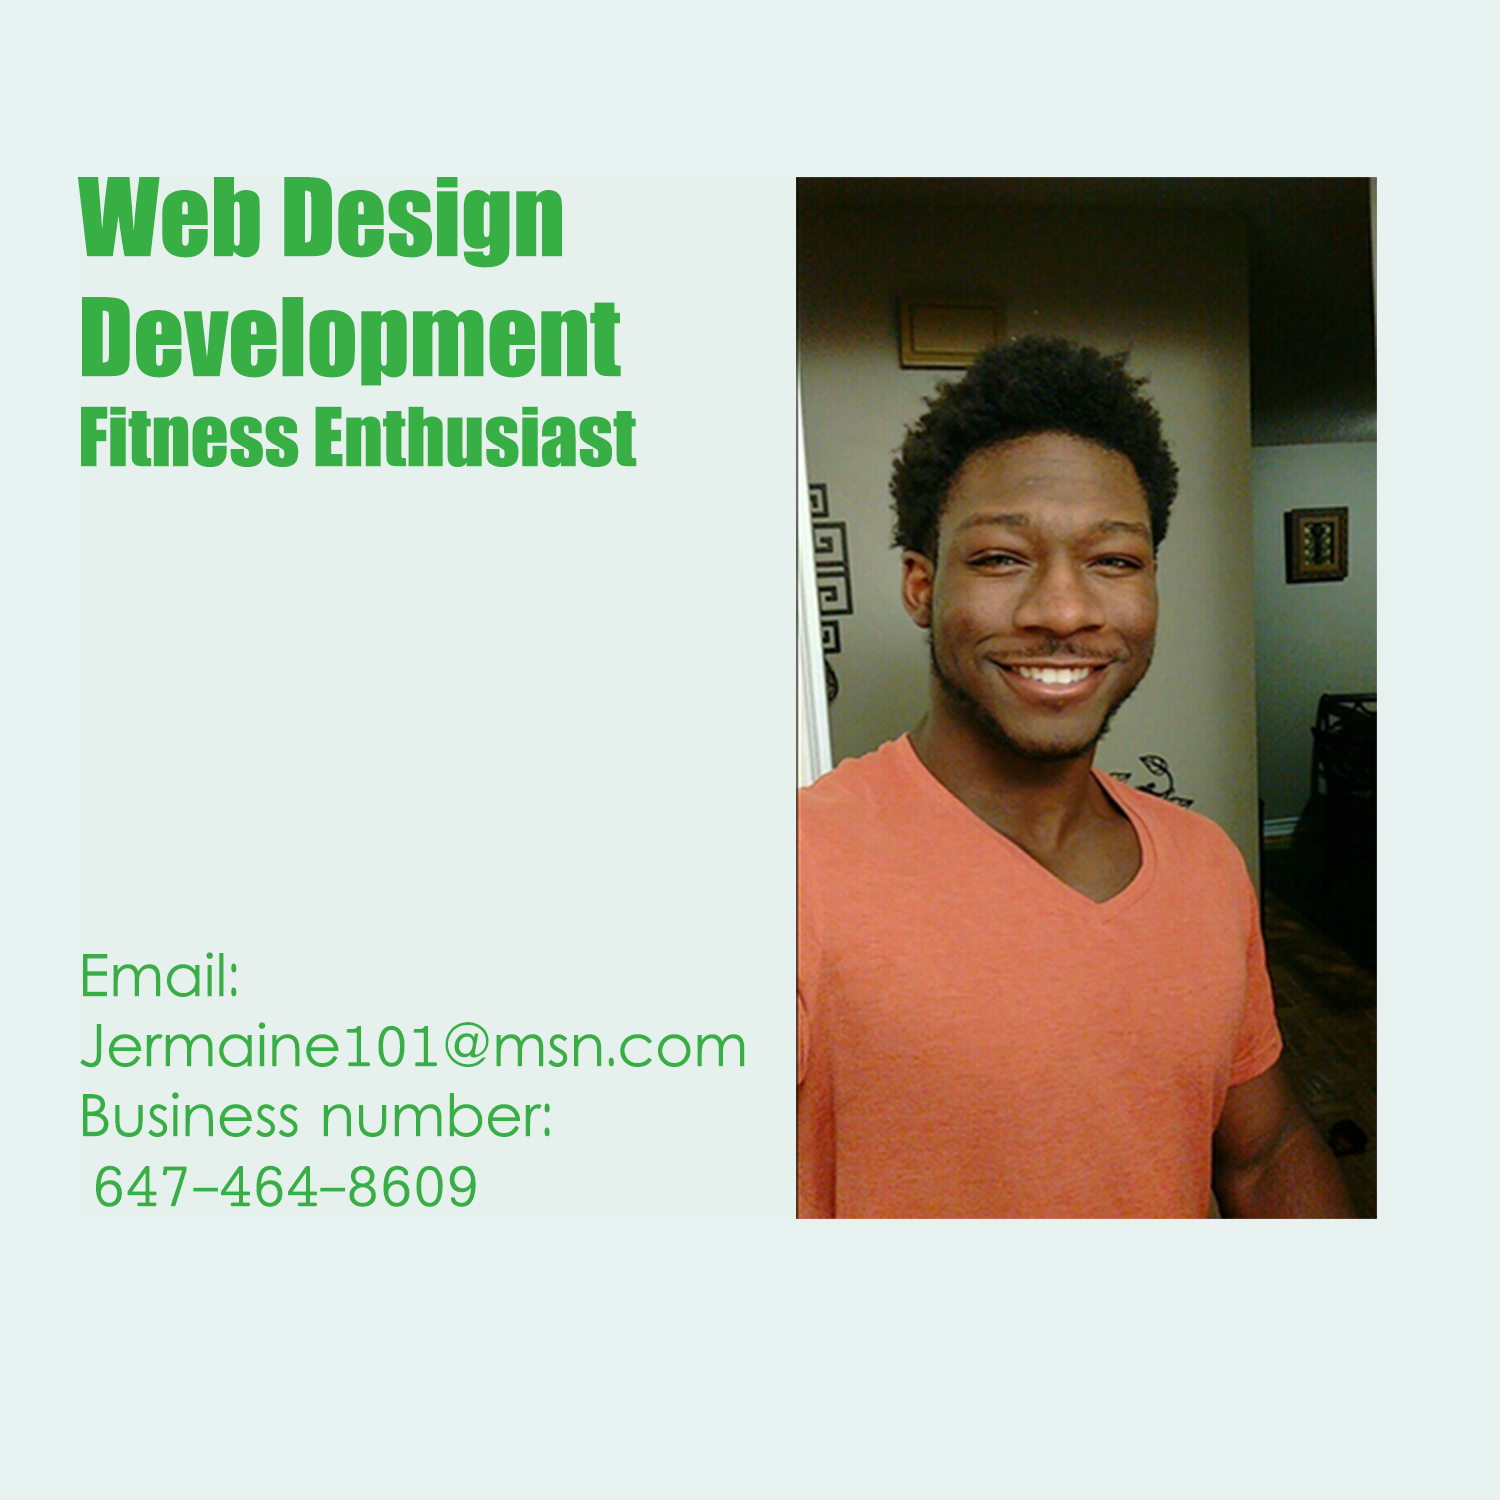 Web Design
Development
Fitness Enthusiast
Email:
Jermaine101@msn.com
Business number:
647-464-8609